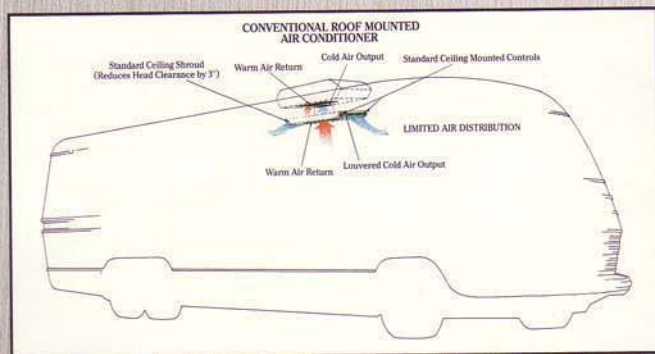 CONVENTIONAL ROOF MOUNTED
AIR CONDITIONER
Standard Ceiling Shroud
(Reduces Head Clearance by 3")
Warm Air Return
Cold Air Output
Standard Ceiling Mounted Controls
LIMITED AIR DISTRIBUTION
Warm Air Return
Louvered Cold Air Output